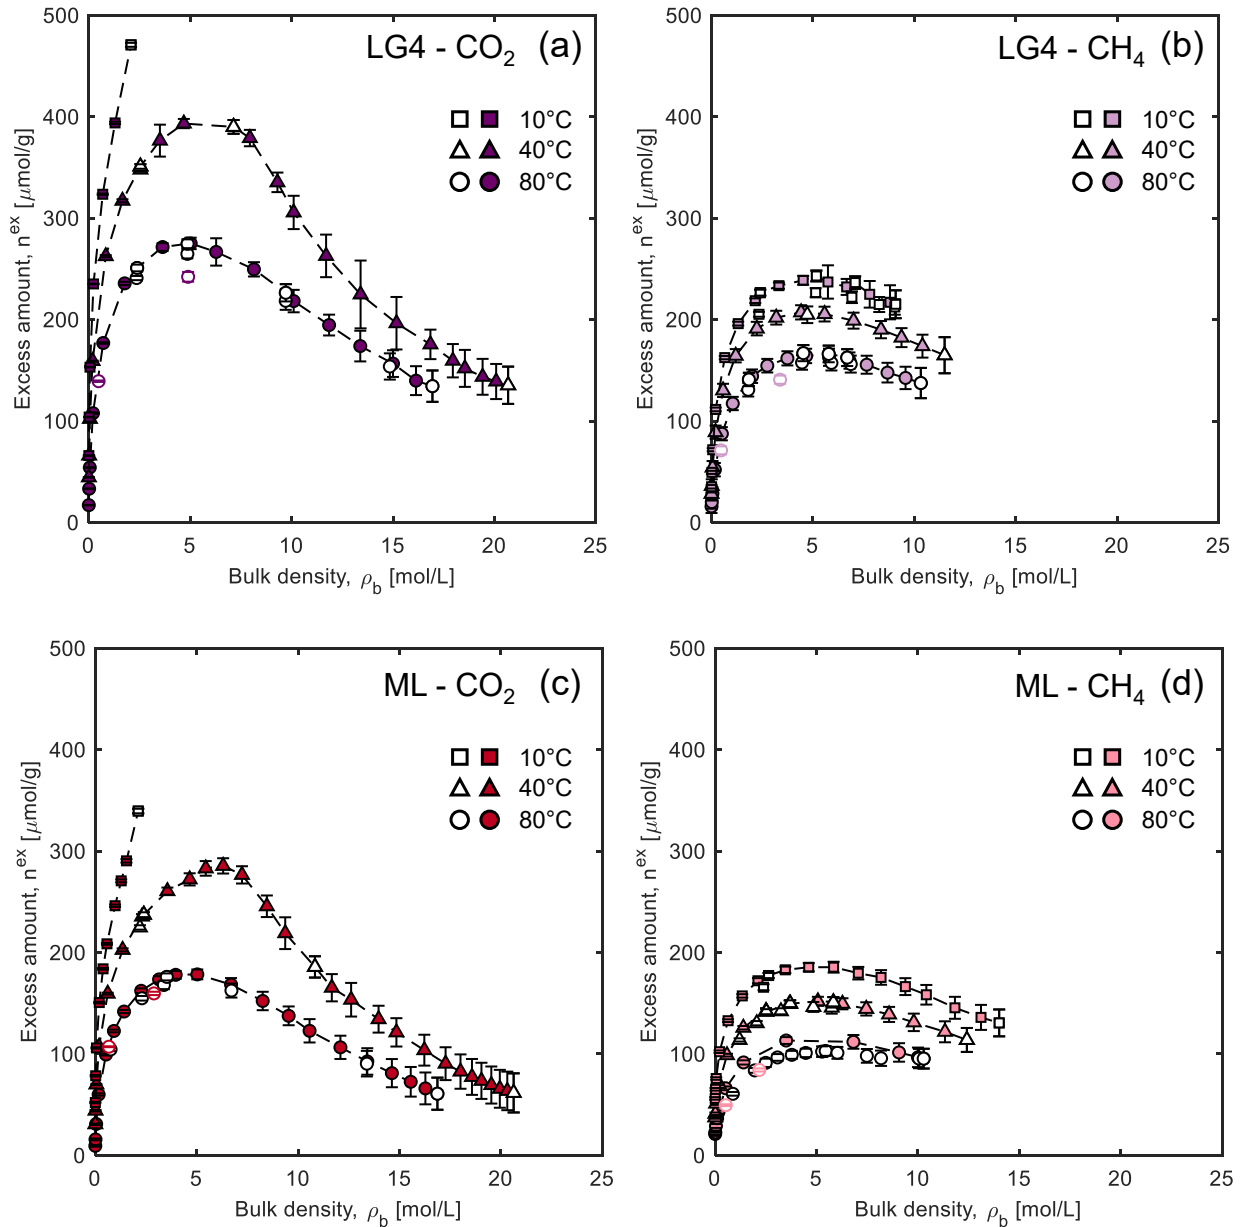 LG4 - CO2 (a)
10°C
40°C
80°C
500
400
300
200
100
0
0 5 10 15 20 25
Excess amount, n^ex [μmol/g]
Bulk density, ρb [mol/L]
LG4 - CH4 (b)
10°C
40°C
80°C
500
400
300
200
100
0
0 5 10 15 20 25
Excess amount, n^ex [μmol/g]
Bulk density, ρb [mol/L]
ML - CO2 (c)
10°C
40°C
80°C
500
400
300
200
100
0
0 5 10 15 20 25
Excess amount, n^ex [μmol/g]
Bulk density, ρb [mol/L]
ML - CH4 (d)
10°C
40°C
80°C
500
400
300
200
100
0
0 5 10 15 20 25
Excess amount, n^ex [μmol/g]
Bulk density, ρb [mol/L]